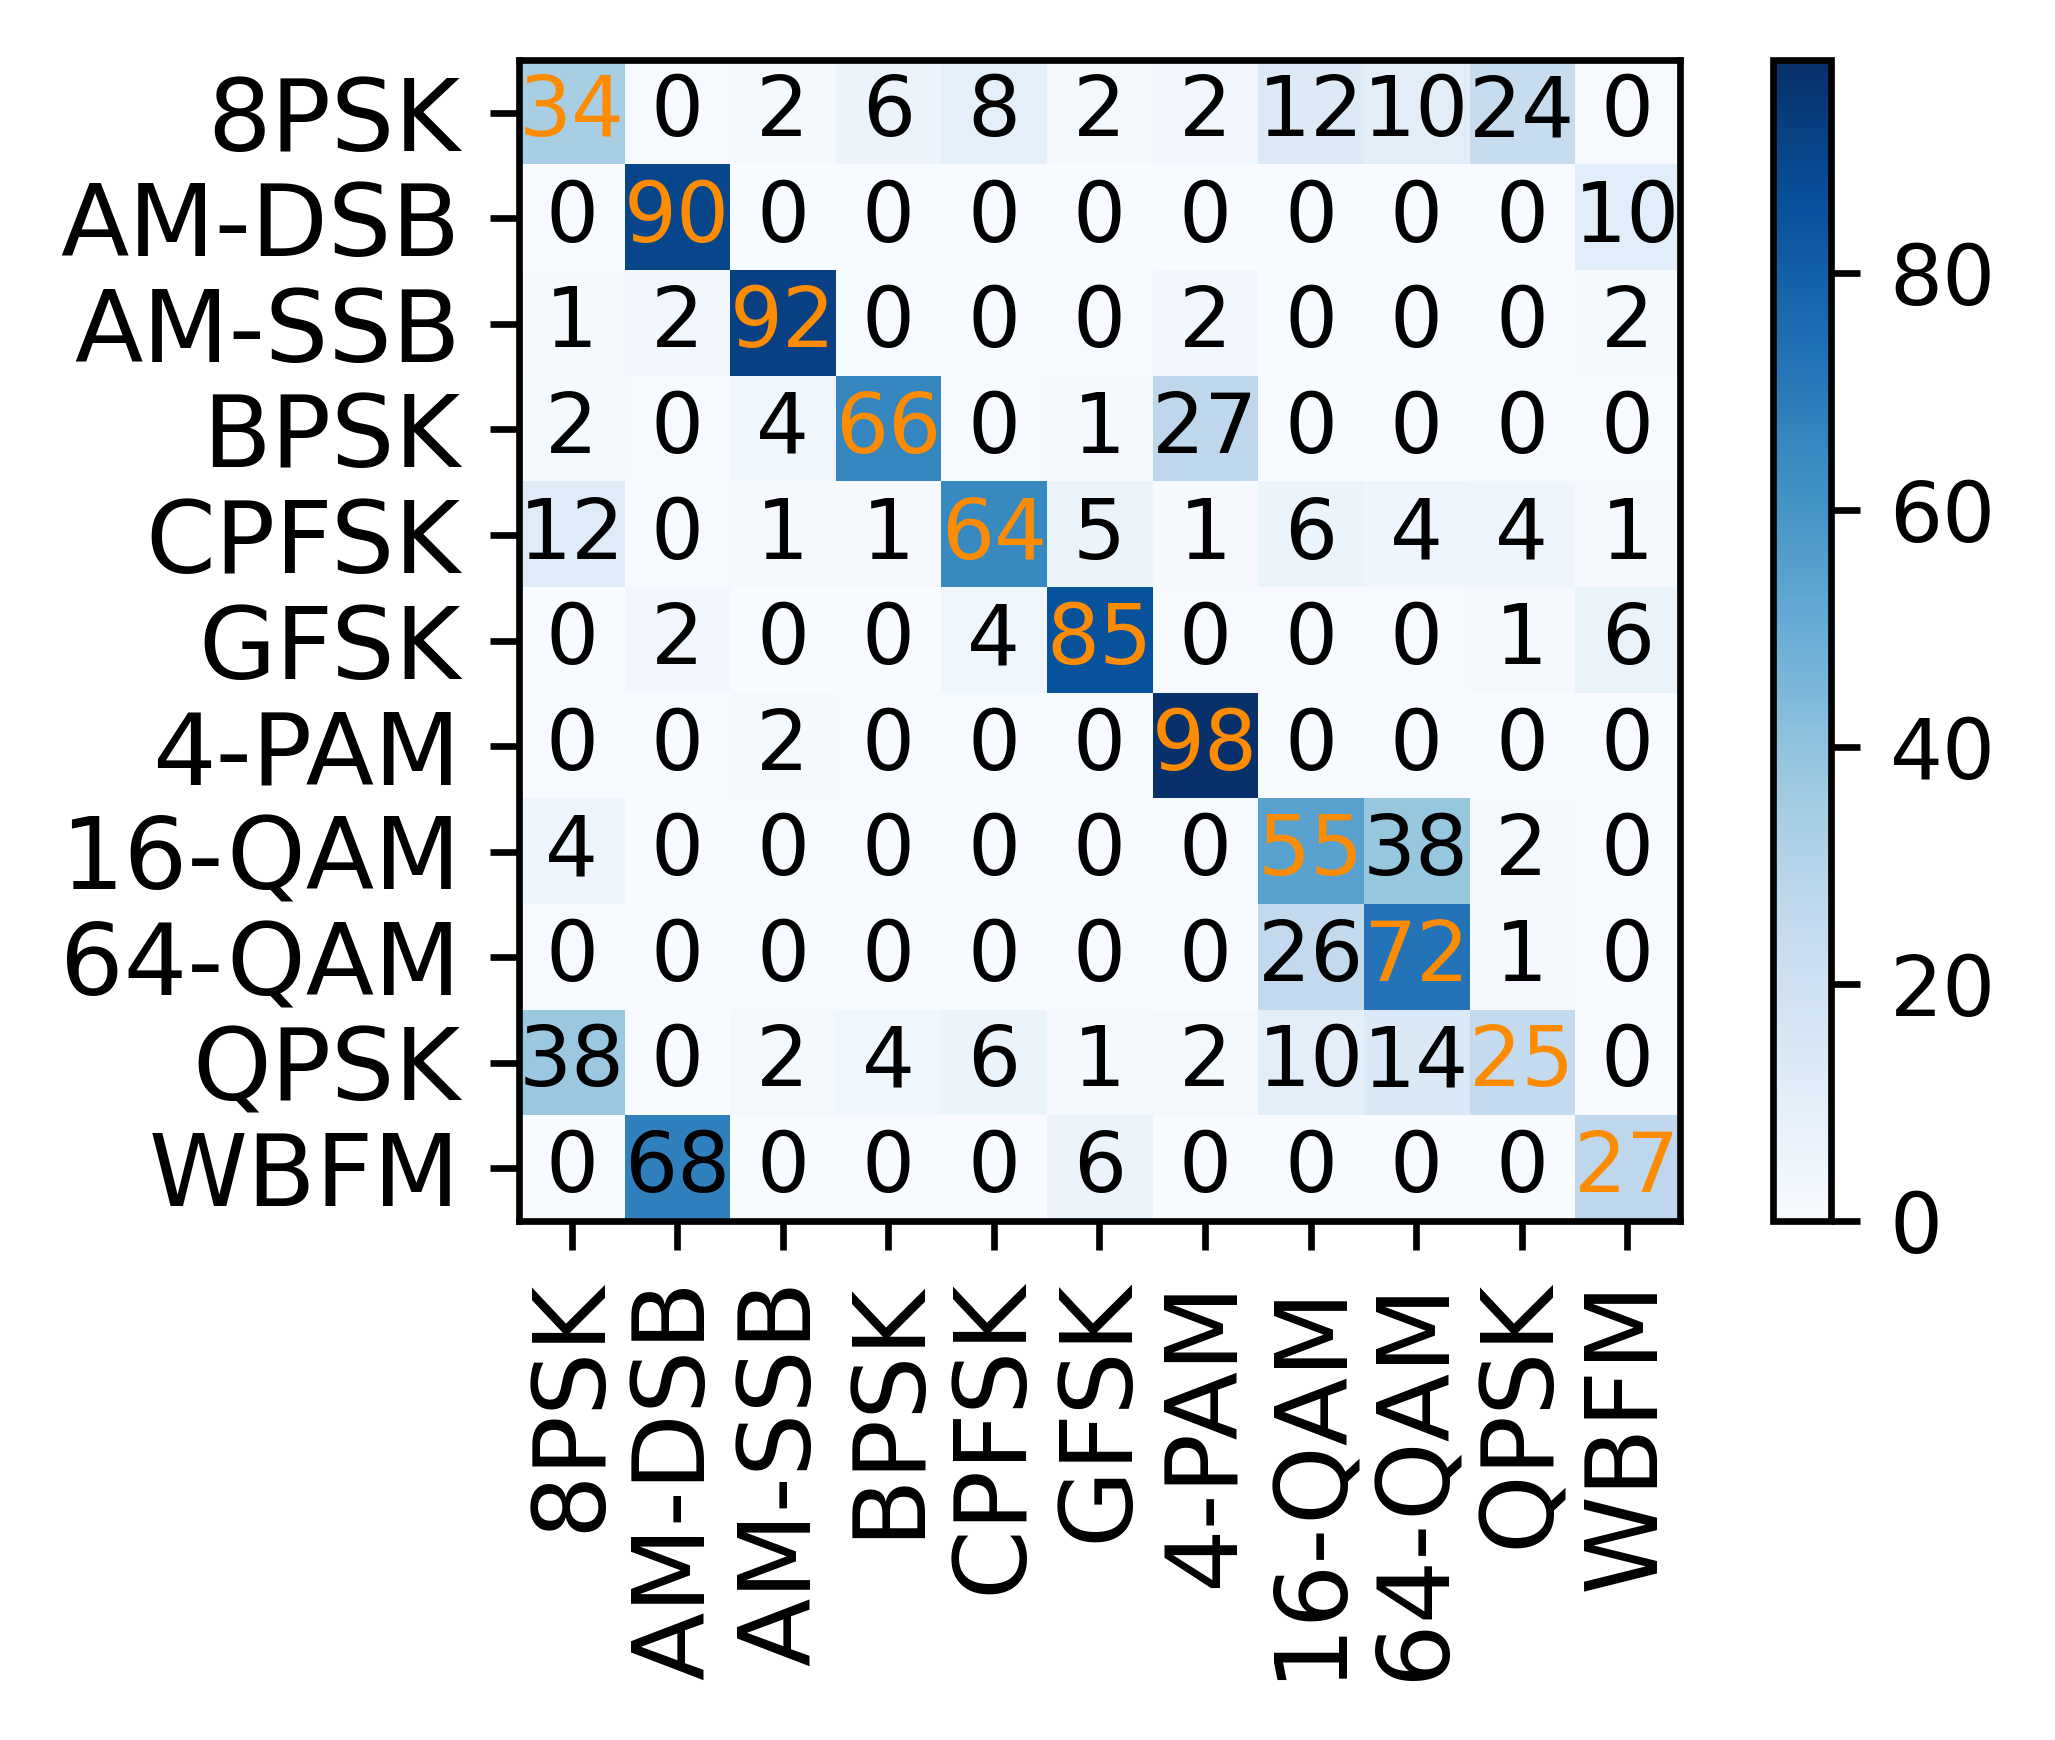 8PSK 34 0 2 6 8 2 2 12 10 24 0
AM-DSB 0 90 0 0 0 0 0 0 0 0 10
AM-SSB 1 2 92 0 0 0 2 0 0 0 2
BPSK 2 0 4 66 0 1 27 0 0 0 0
CPFSK 12 0 1 1 64 5 1 6 4 4 1
GFSK 0 2 0 0 4 85 0 0 0 1 6
4-PAM 0 0 2 0 0 0 98 0 0 0 0
16-QAM 4 0 0 0 0 0 0 55 38 2 0
64-QAM 0 0 0 0 0 0 0 26 72 1 0
QPSK 38 0 2 4 6 1 2 10 14 25 0
WBFM 0 68 0 0 0 6 0 0 0 0 27
8PSK
AM-DSB
AM-SSB
BPSK
CPFSK
GFSK
4-PAM
16-QAM
64-QAM
QPSK
WBFM
80
60
40
20
0